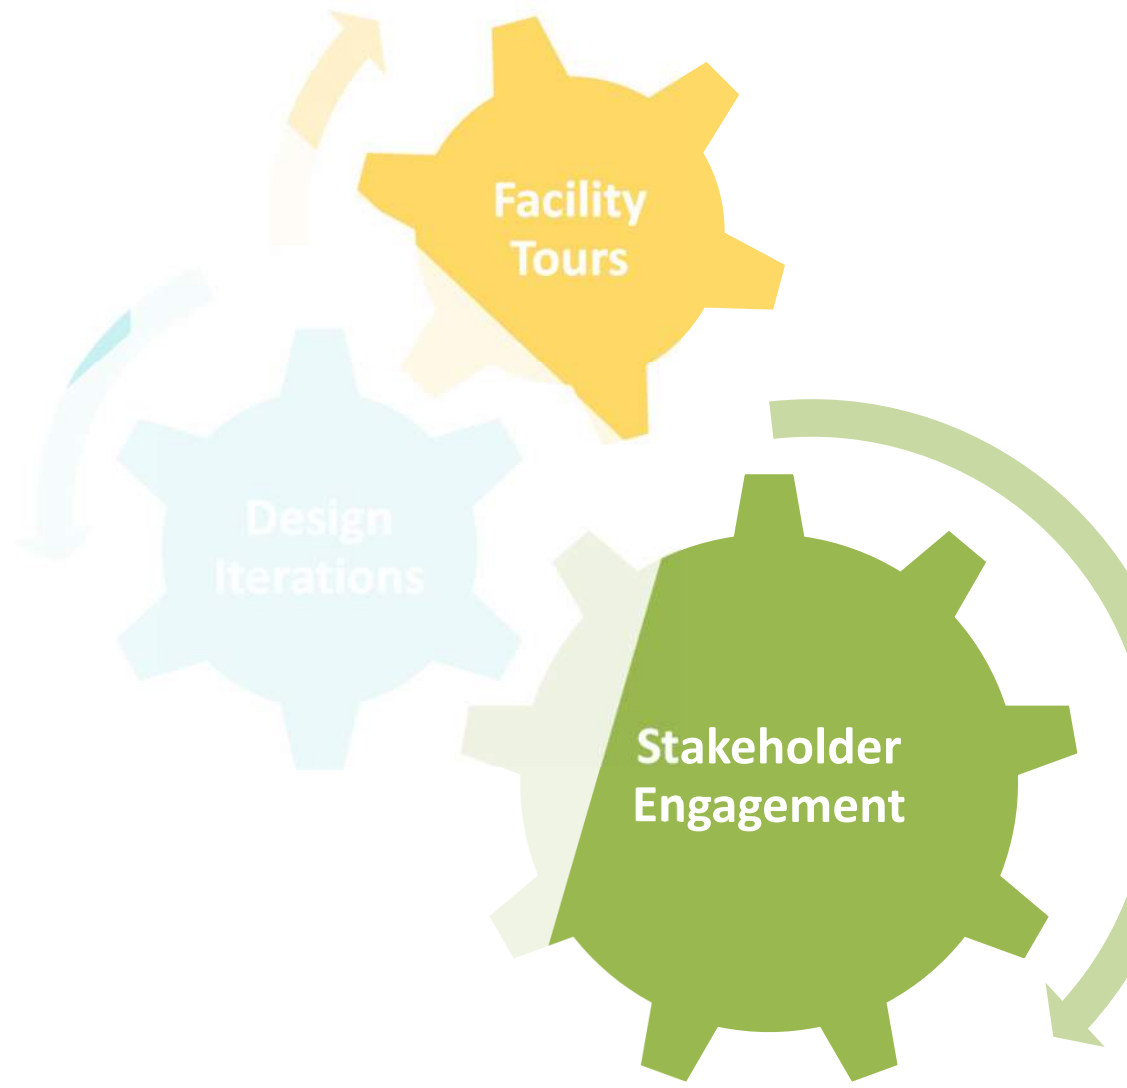 Facility
Tours
Design
Iterations
Stakeholder
Engagement